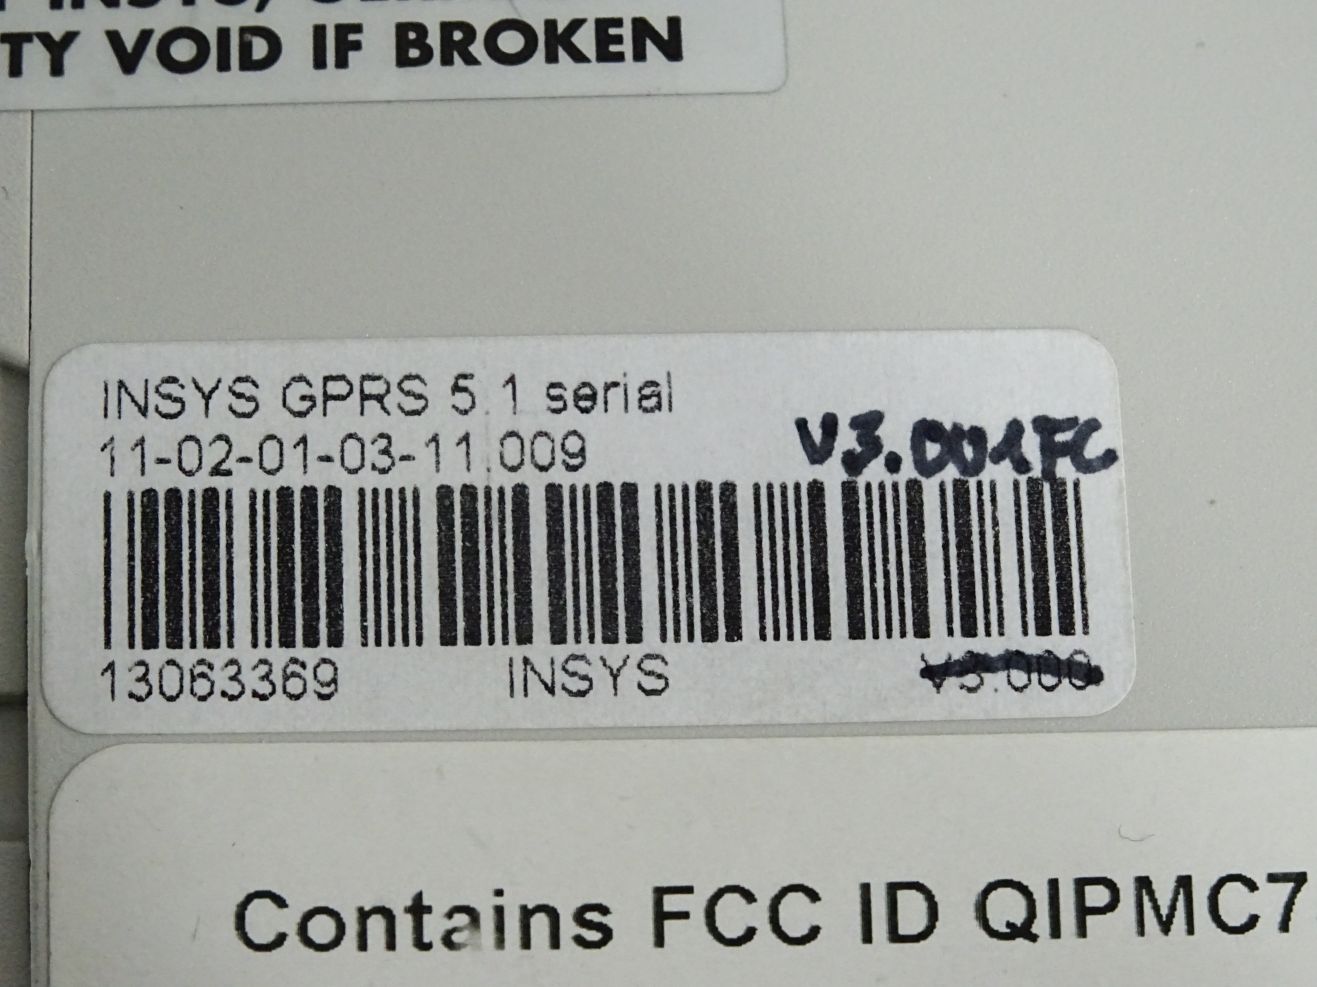 TY VOID IF BROKEN
INSYS GPRS 5.1 serial
11-02-01-03-11.009
V3.001FC
13063369 INSYS V3.000
Contains FCC ID QIPMC7